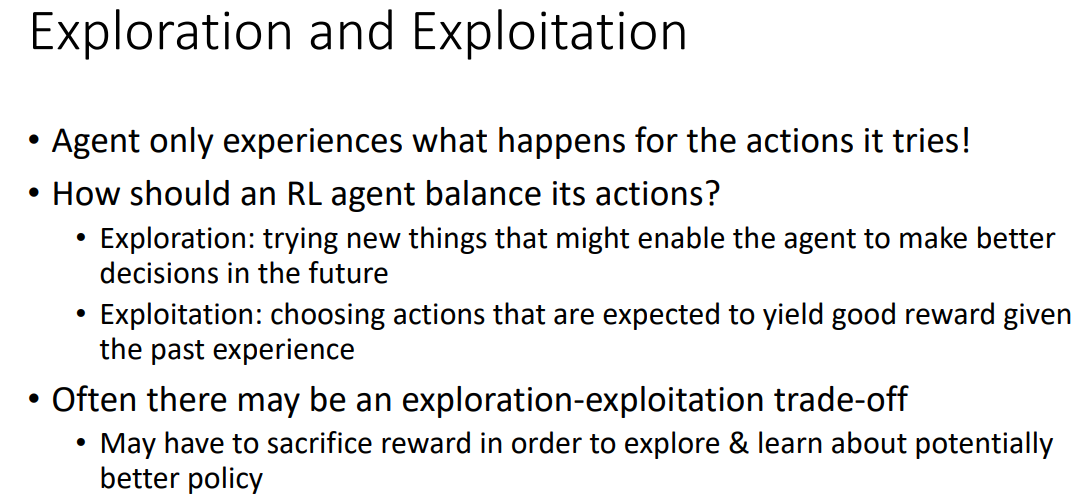 Exploration and Exploitation
• Agent only experiences what happens for the actions it tries!
• How should an RL agent balance its actions?
• Exploration: trying new things that might enable the agent to make better
decisions in the future
• Exploitation: choosing actions that are expected to yield good reward given
the past experience
• Often there may be an exploration-exploitation trade-off
• May have to sacrifice reward in order to explore & learn about potentially
better policy